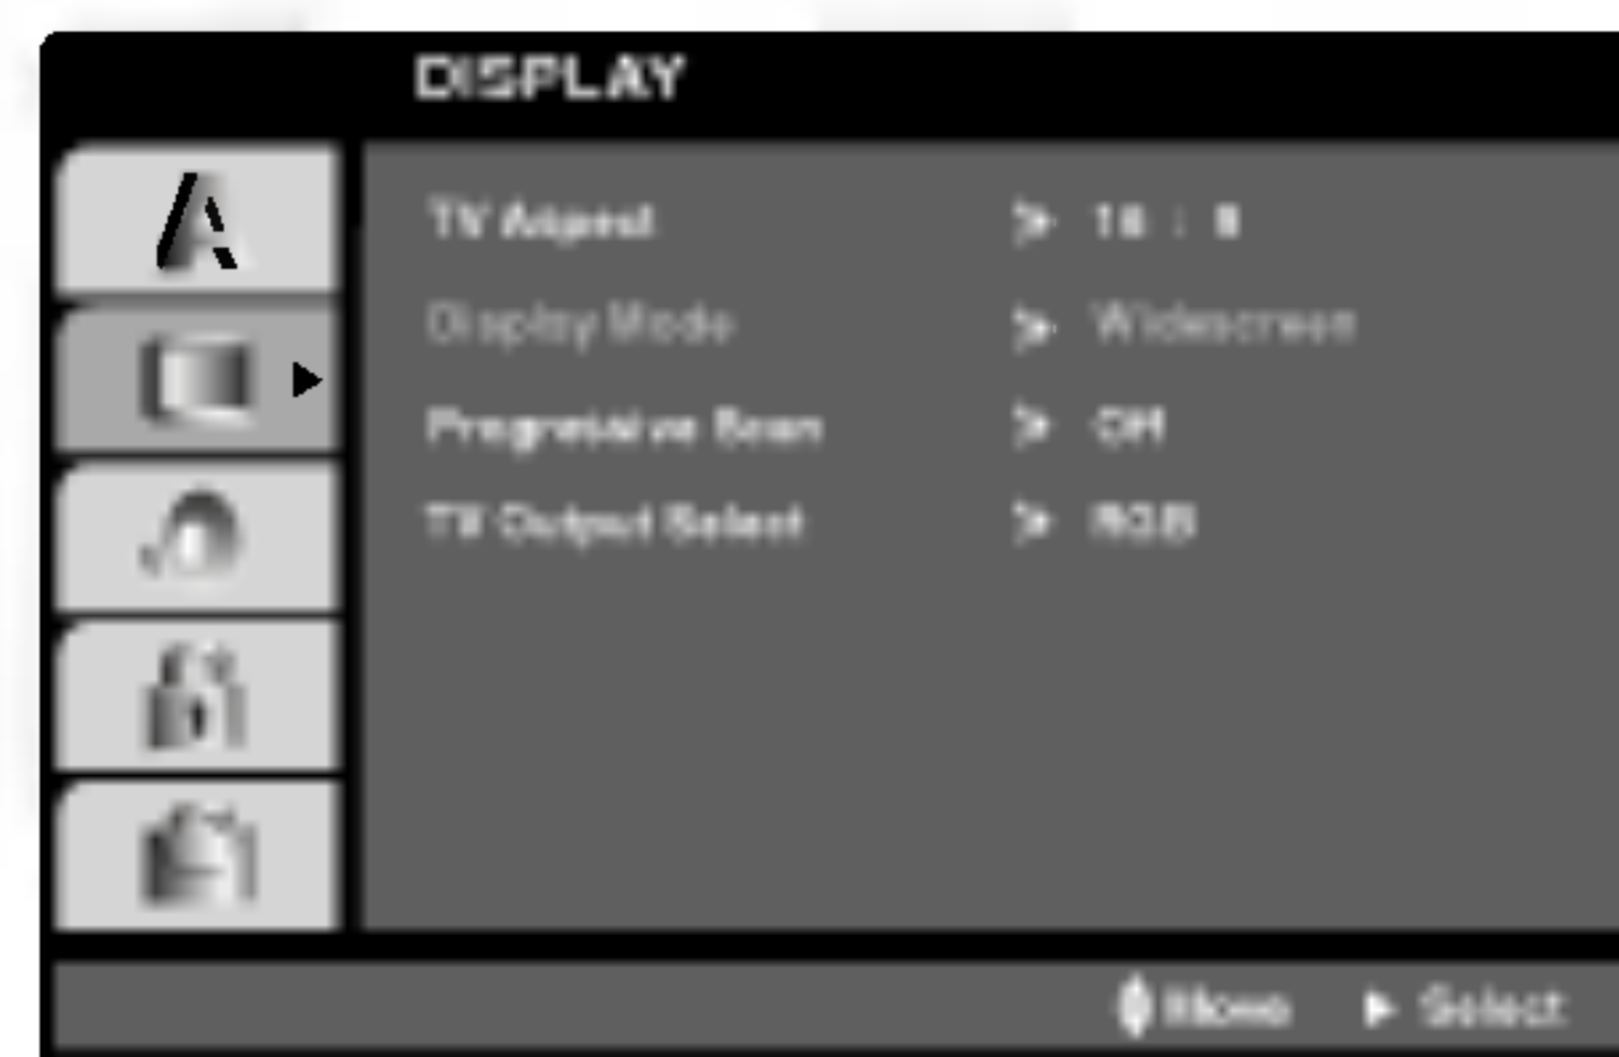 DISPLAY
TV Aspect 16 : 9
Display Mode Widescreen
Progressive Scan Off
TV Output Select RGB
Move Select